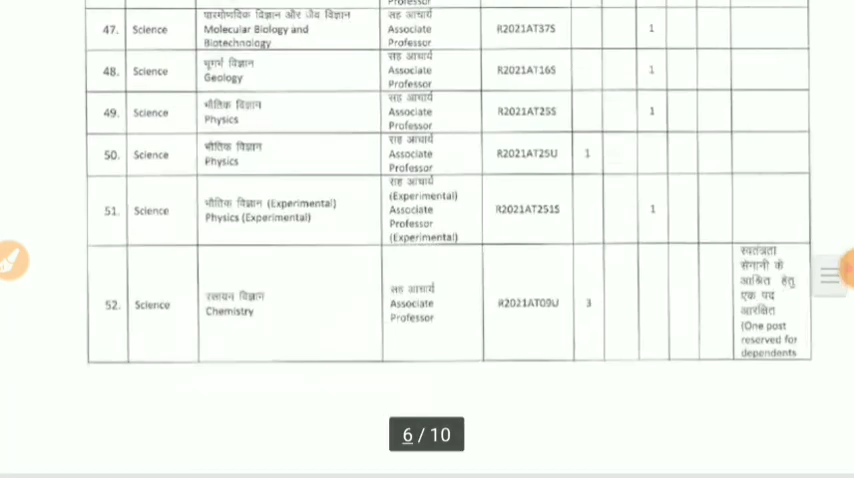 Professor
47. Science पारमाणविक विज्ञान और जैव विज्ञान Molecular Biology and Biotechnology सह आचार्य Associate Professor R2021AT37S 1
48. Science भूगर्भ विज्ञान Geology सह आचार्य Associate Professor R2021AT16S 1
49. Science भौतिक विज्ञान Physics सह आचार्य Associate Professor R2021AT25S 1
50. Science भौतिक विज्ञान Physics सह आचार्य Associate Professor R2021AT25U 1
51. Science भौतिक विज्ञान (Experimental) Physics (Experimental) सह आचार्य (Experimental) Associate Professor (Experimental) R2021AT251S 1
52. Science रसायन विज्ञान Chemistry सह आचार्य Associate Professor R2021AT09U 3 स्वतंत्रता सेनानी के आश्रित हेतु एक पद आरक्षित (One post reserved for dependents
6 / 10